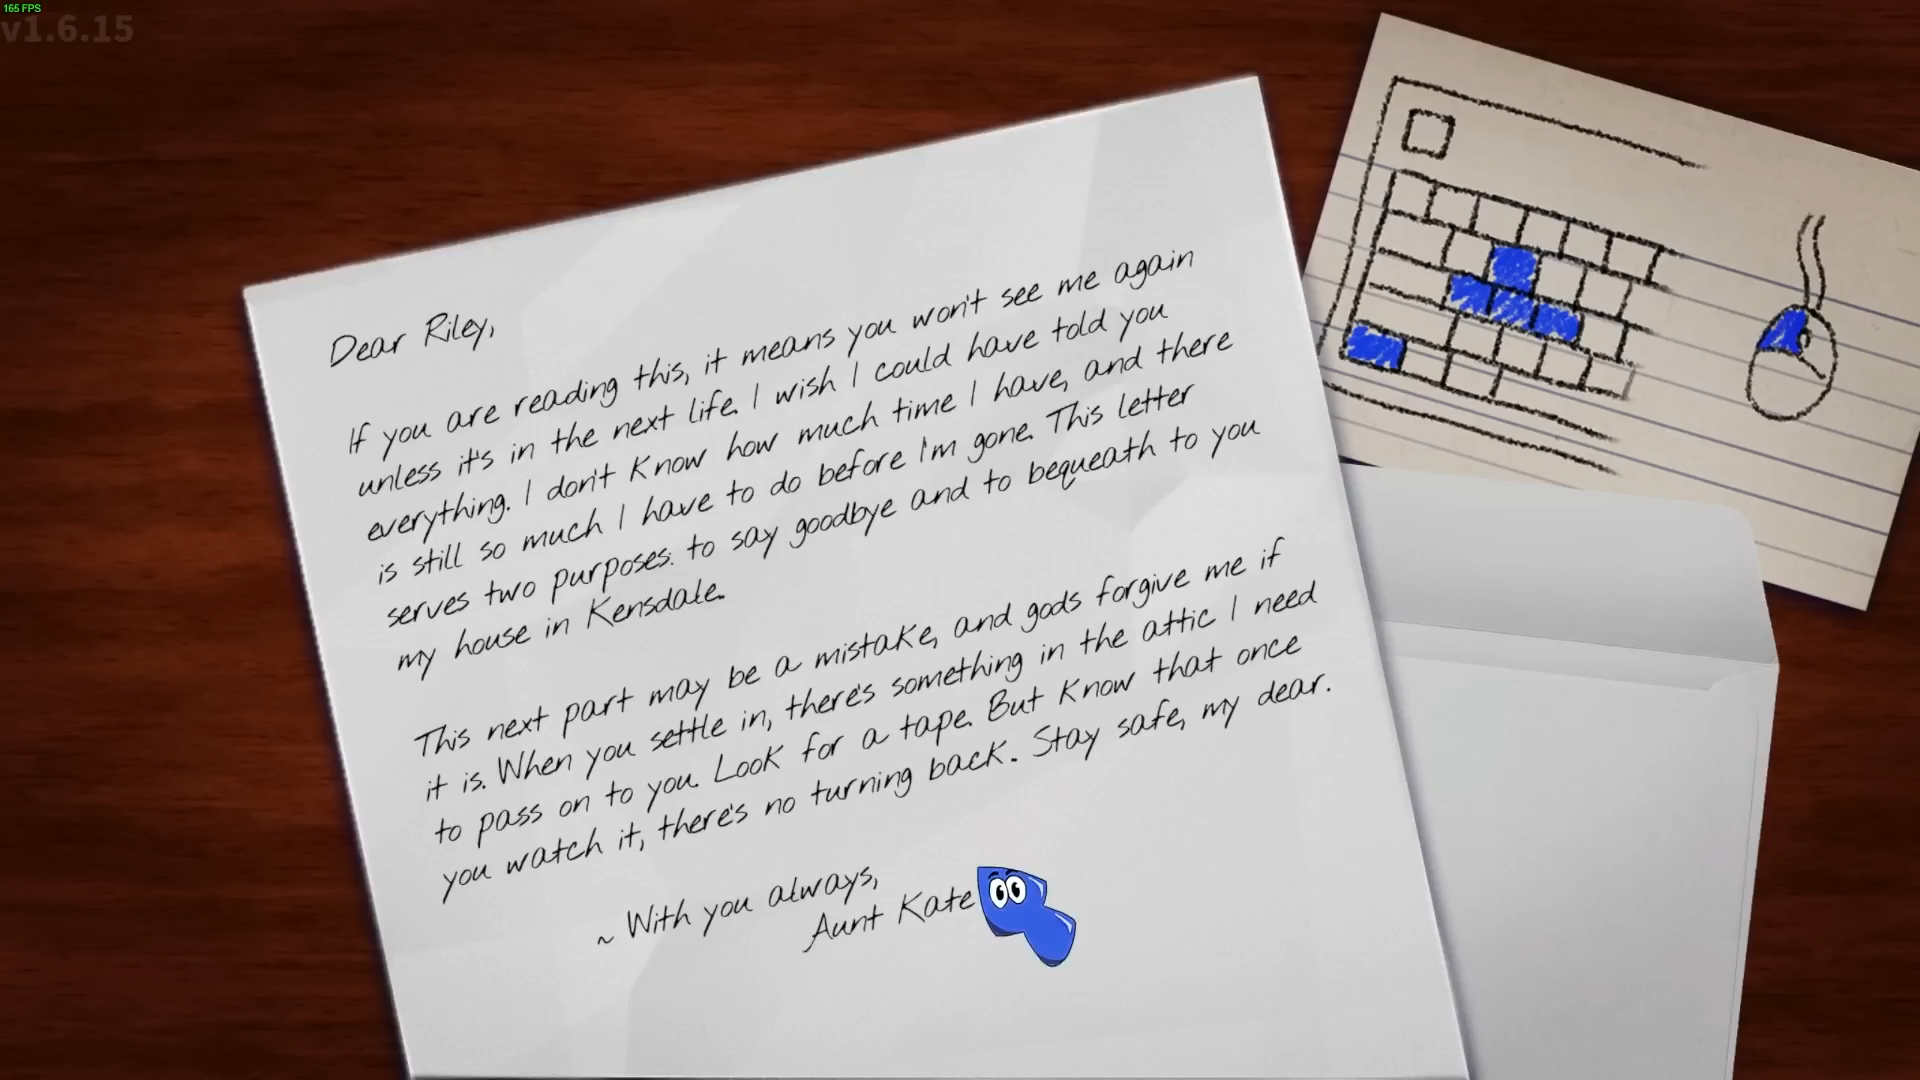 165 FPS
v1.6.15
Dear Riley,
If you are reading this, it means you won't see me again
unless it's in the next life. I wish I could have told you
everything. I don't know how much time I have, and there
is still so much I have to do before I'm gone. This letter
serves two purposes: to say goodbye and to bequeath to you
my house in Kensdale.
This next part may be a mistake, and gods forgive me if
it is. When you settle in, there's something in the attic I need
to pass on to you. Look for a tape. But know that once
you watch it, there's no turning back. Stay safe, my dear.
~ With you always,
Aunt Kate